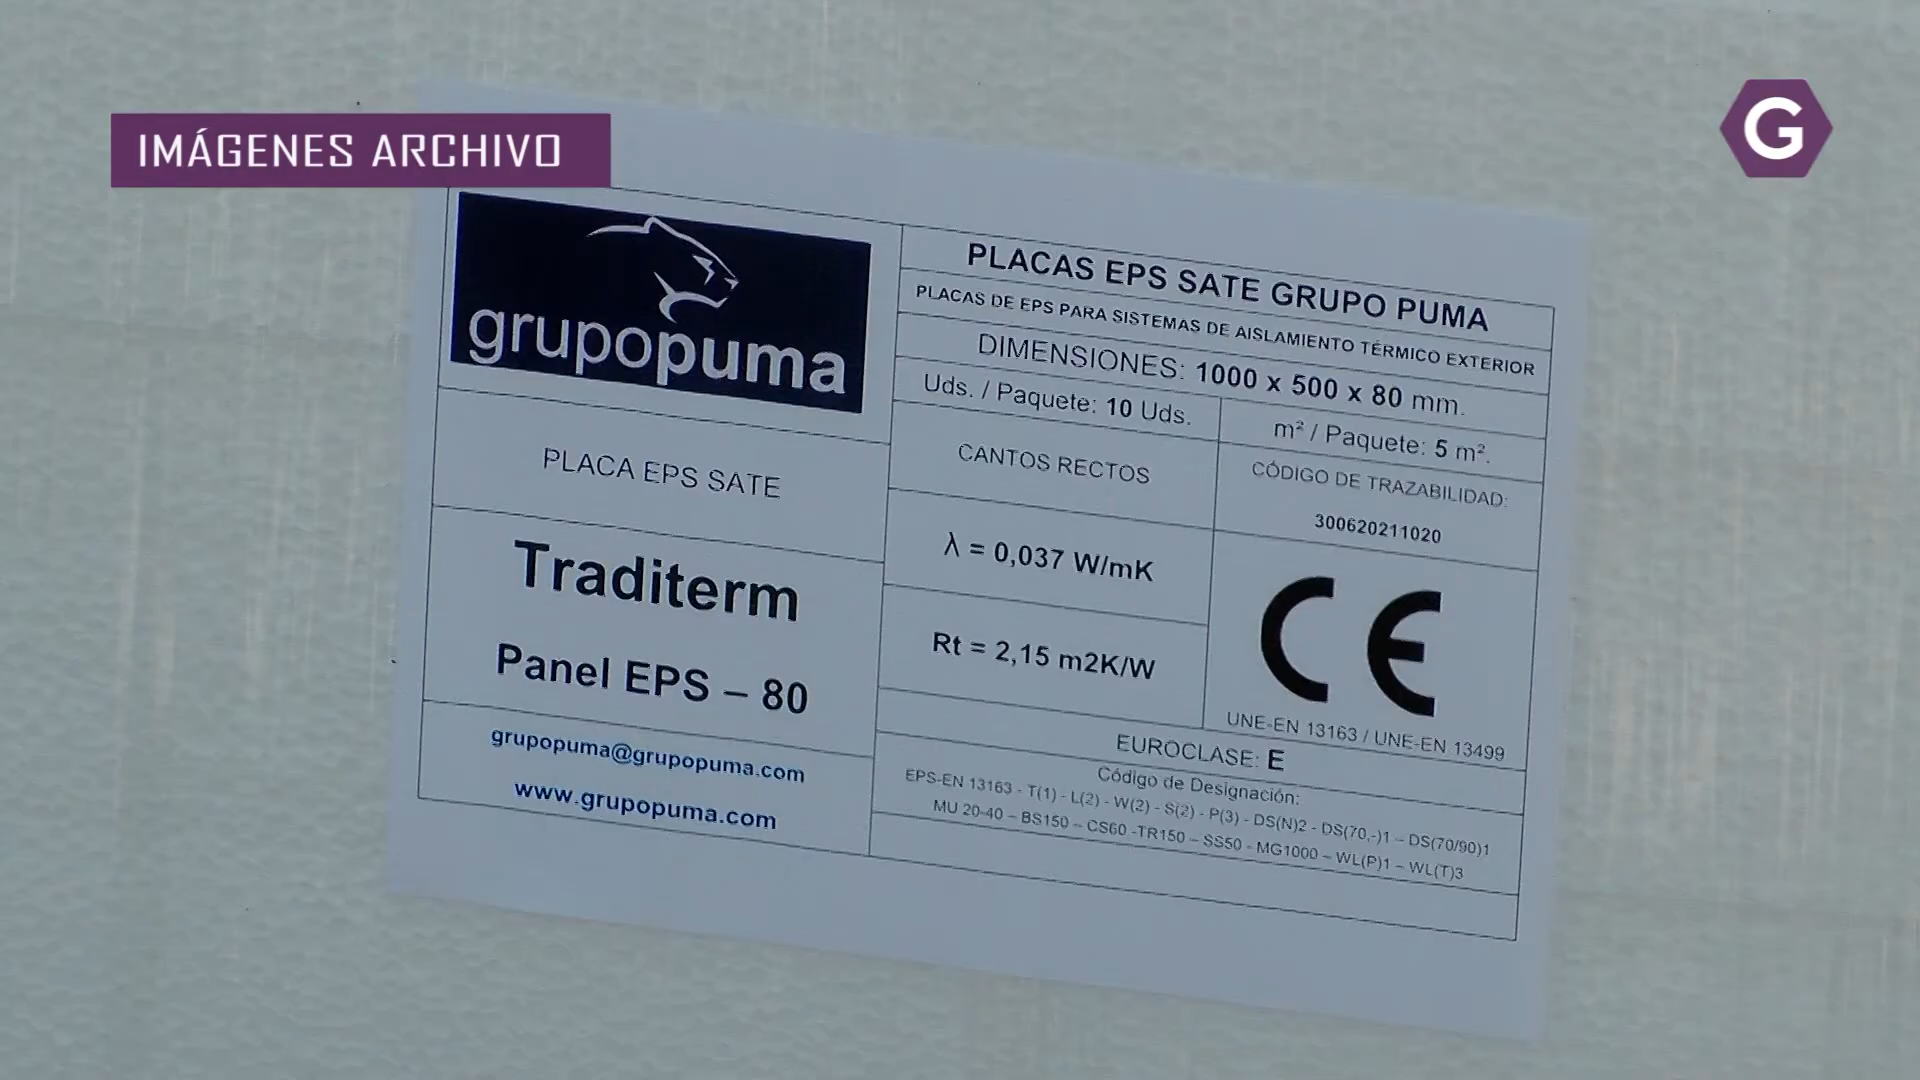 IMÁGENES ARCHIVO
G
grupopuma
PLACA EPS SATE
Traditerm
Panel EPS – 80
grupopuma@grupopuma.com
www.grupopuma.com
PLACAS EPS SATE GRUPO PUMA
PLACAS DE EPS PARA SISTEMAS DE AISLAMIENTO TÉRMICO EXTERIOR
DIMENSIONES: 1000 x 500 x 80 mm.
Uds. / Paquete: 10 Uds.
m² / Paquete: 5 m².
CANTOS RECTOS
CÓDIGO DE TRAZABILIDAD:
300620211020
λ = 0,037 W/mK
Rt = 2,15 m2K/W
CE
UNE-EN 13163 / UNE-EN 13499
EUROCLASE: E
Código de Designación:
EPS-EN 13163 - T(1) - L(2) - W(2) - S(2) - P(3) - DS(N)2 - DS(70,-)1 – DS(70/90)1
MU 20-40 – BS150 – CS60 -TR150 – SS50 - MG1000 – WL(P)1 – WL(T)3